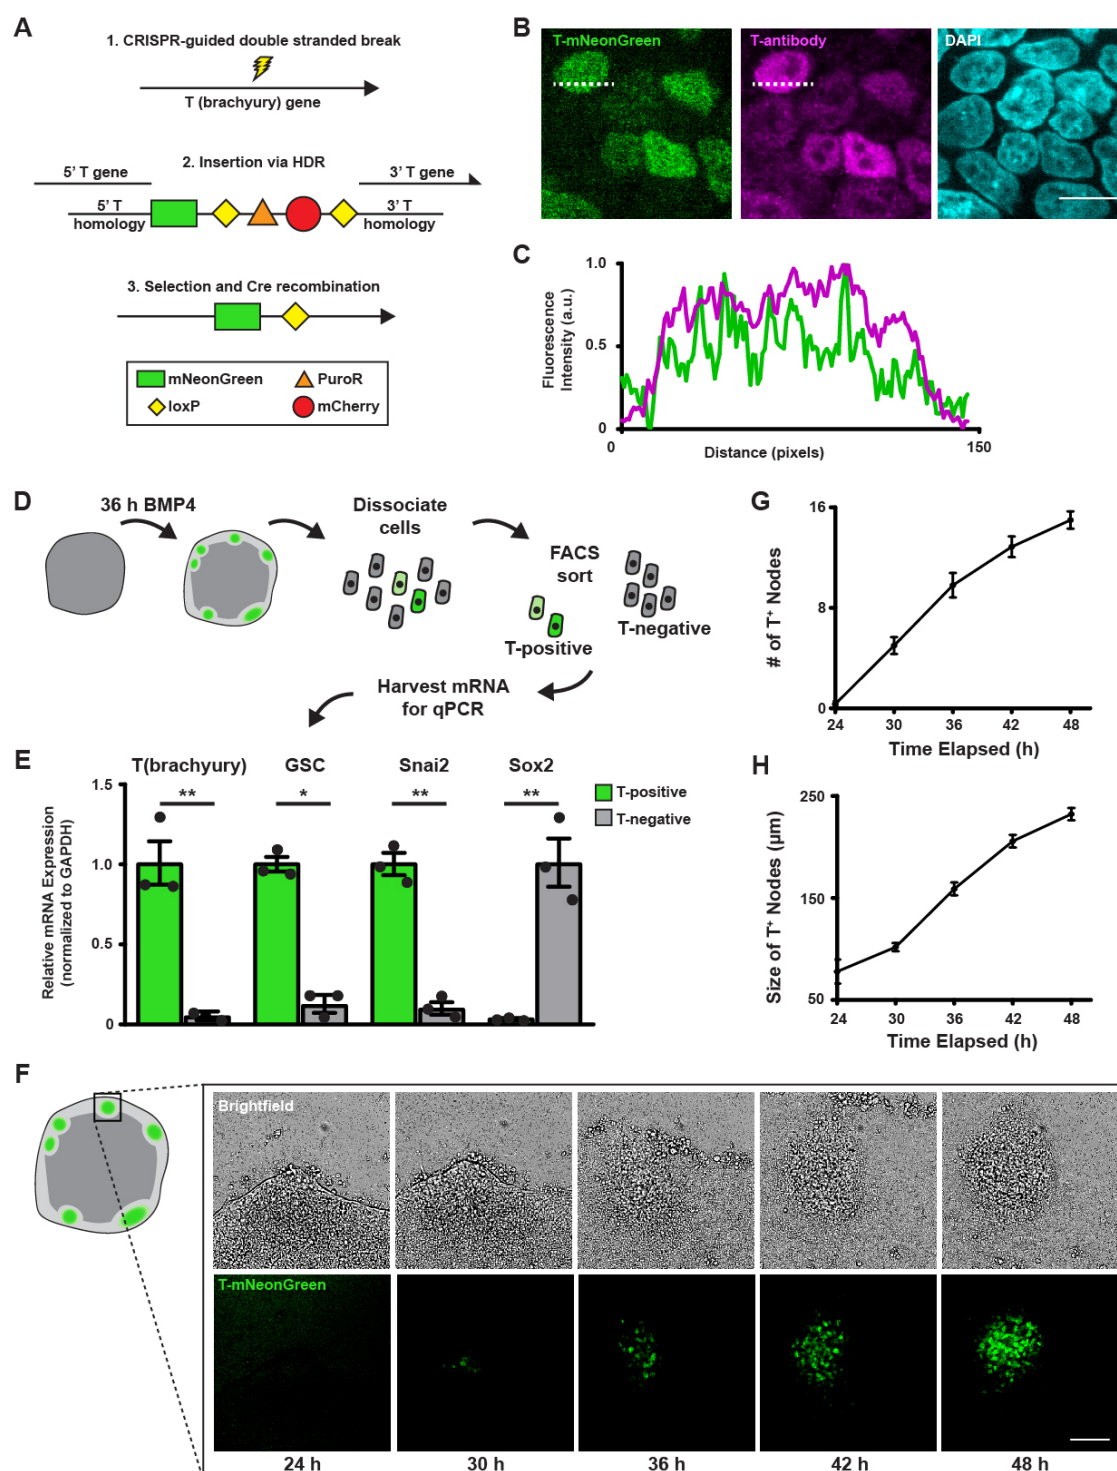 A
1. CRISPR-guided double stranded break
T (brachyury) gene
2. Insertion via HDR
5' T gene
3' T gene
5' T
homology
3' T
homology
3. Selection and Cre recombination
mNeonGreen
PuroR
loxP
mCherry
B
T-mNeonGreen
T-antibody
DAPI
C
Fluorescence
Intensity (a.u.)
1.0
0.5
0
0
150
Distance (pixels)
D
36 h BMP4
Dissociate
cells
FACS
sort
T-positive
T-negative
Harvest mRNA
for qPCR
E
T(brachyury)
GSC
Snai2
Sox2
Relative mRNA Expression
(normalized to GAPDH)
1.5
1.0
0.5
0
**
*
**
**
T-positive
T-negative
G
# of T⁺ Nodes
16
8
0
24
30
36
42
48
Time Elapsed (h)
H
Size of T⁺ Nodes (µm)
250
150
50
24
30
36
42
48
Time Elapsed (h)
F
Brightfield
T-mNeonGreen
24 h
30 h
36 h
42 h
48 h